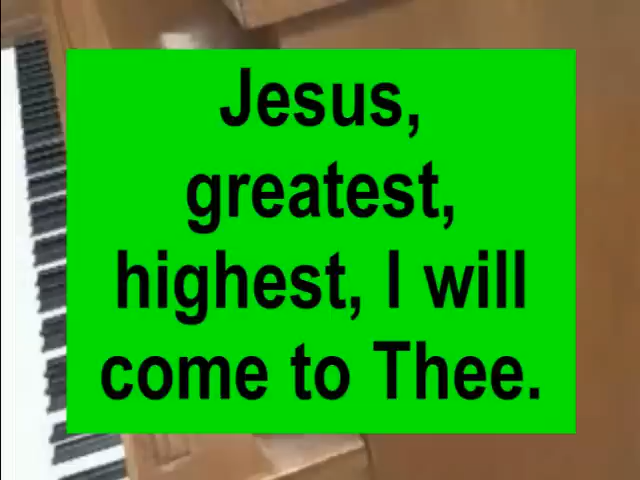 Jesus,
greatest,
highest, I will
come to Thee.